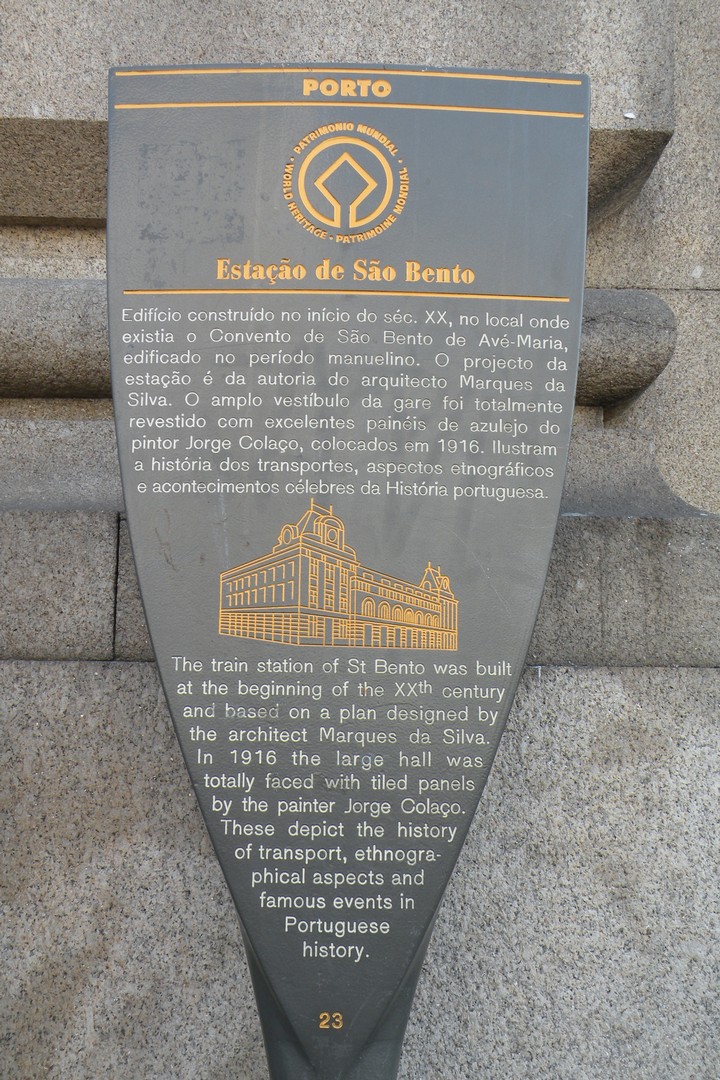 PORTO
PATRIMONIO MUNDIAL • WORLD HERITAGE • PATRIMOINE MONDIAL •
Estação de São Bento
Edifício construído no início do séc. XX, no local onde
existia o Convento de São Bento de Avé-Maria,
edificado no período manuelino. O projecto da
estação é da autoria do arquitecto Marques da
Silva. O amplo vestíbulo da gare foi totalmente
revestido com excelentes painéis de azulejo do
pintor Jorge Colaço, colocados em 1916. Ilustram
a história dos transportes, aspectos etnográficos
e acontecimentos célebres da História portuguesa.
The train station of St Bento was built
at the beginning of the XXth century
and based on a plan designed by
the architect Marques da Silva.
In 1916 the large hall was
totally faced with tiled panels
by the painter Jorge Colaço.
These depict the history
of transport, ethnogra-
phical aspects and
famous events in
Portuguese
history.
23